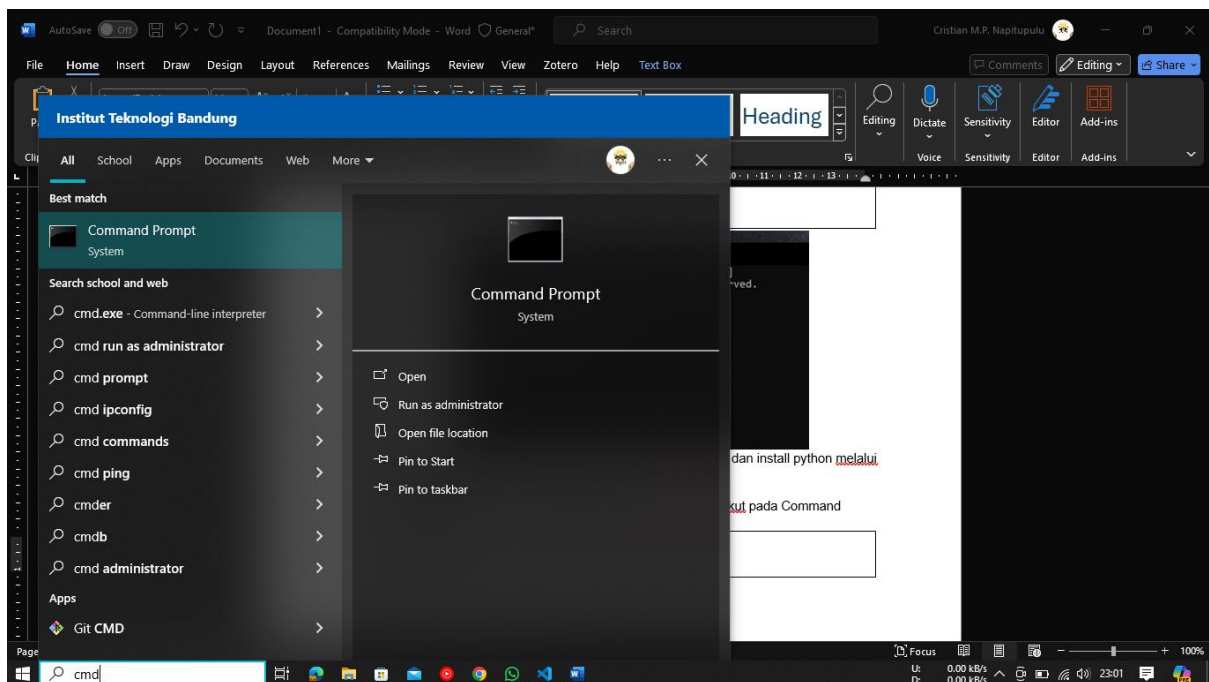 AutoSave Off Document1 - Compatibility Mode - Word General* Search Cristian M.P. Napitupulu
File Home Insert Draw Design Layout References Mailings Review View Zotero Help Text Box Comments Editing Share
Institut Teknologi Bandung
Heading
Editing
Dictate
Sensitivity
Editor
Add-ins
Voice Sensitivity Editor Add-ins
All School Apps Documents Web More
11 12 13
Best match
Command Prompt
System
Search school and web
cmd.exe - Command-line interpreter
cmd run as administrator
cmd prompt
cmd ipconfig
cmd commands
cmd ping
cmder
cmdb
cmd administrator
Apps
Git CMD
Command Prompt
System
Open
Run as administrator
Open file location
Pin to Start
Pin to taskbar
dan install python melalui
pada Command
Page
Focus 100%
cmd
U: 0.00 kB/s
D: 0.00 kB/s
23:01